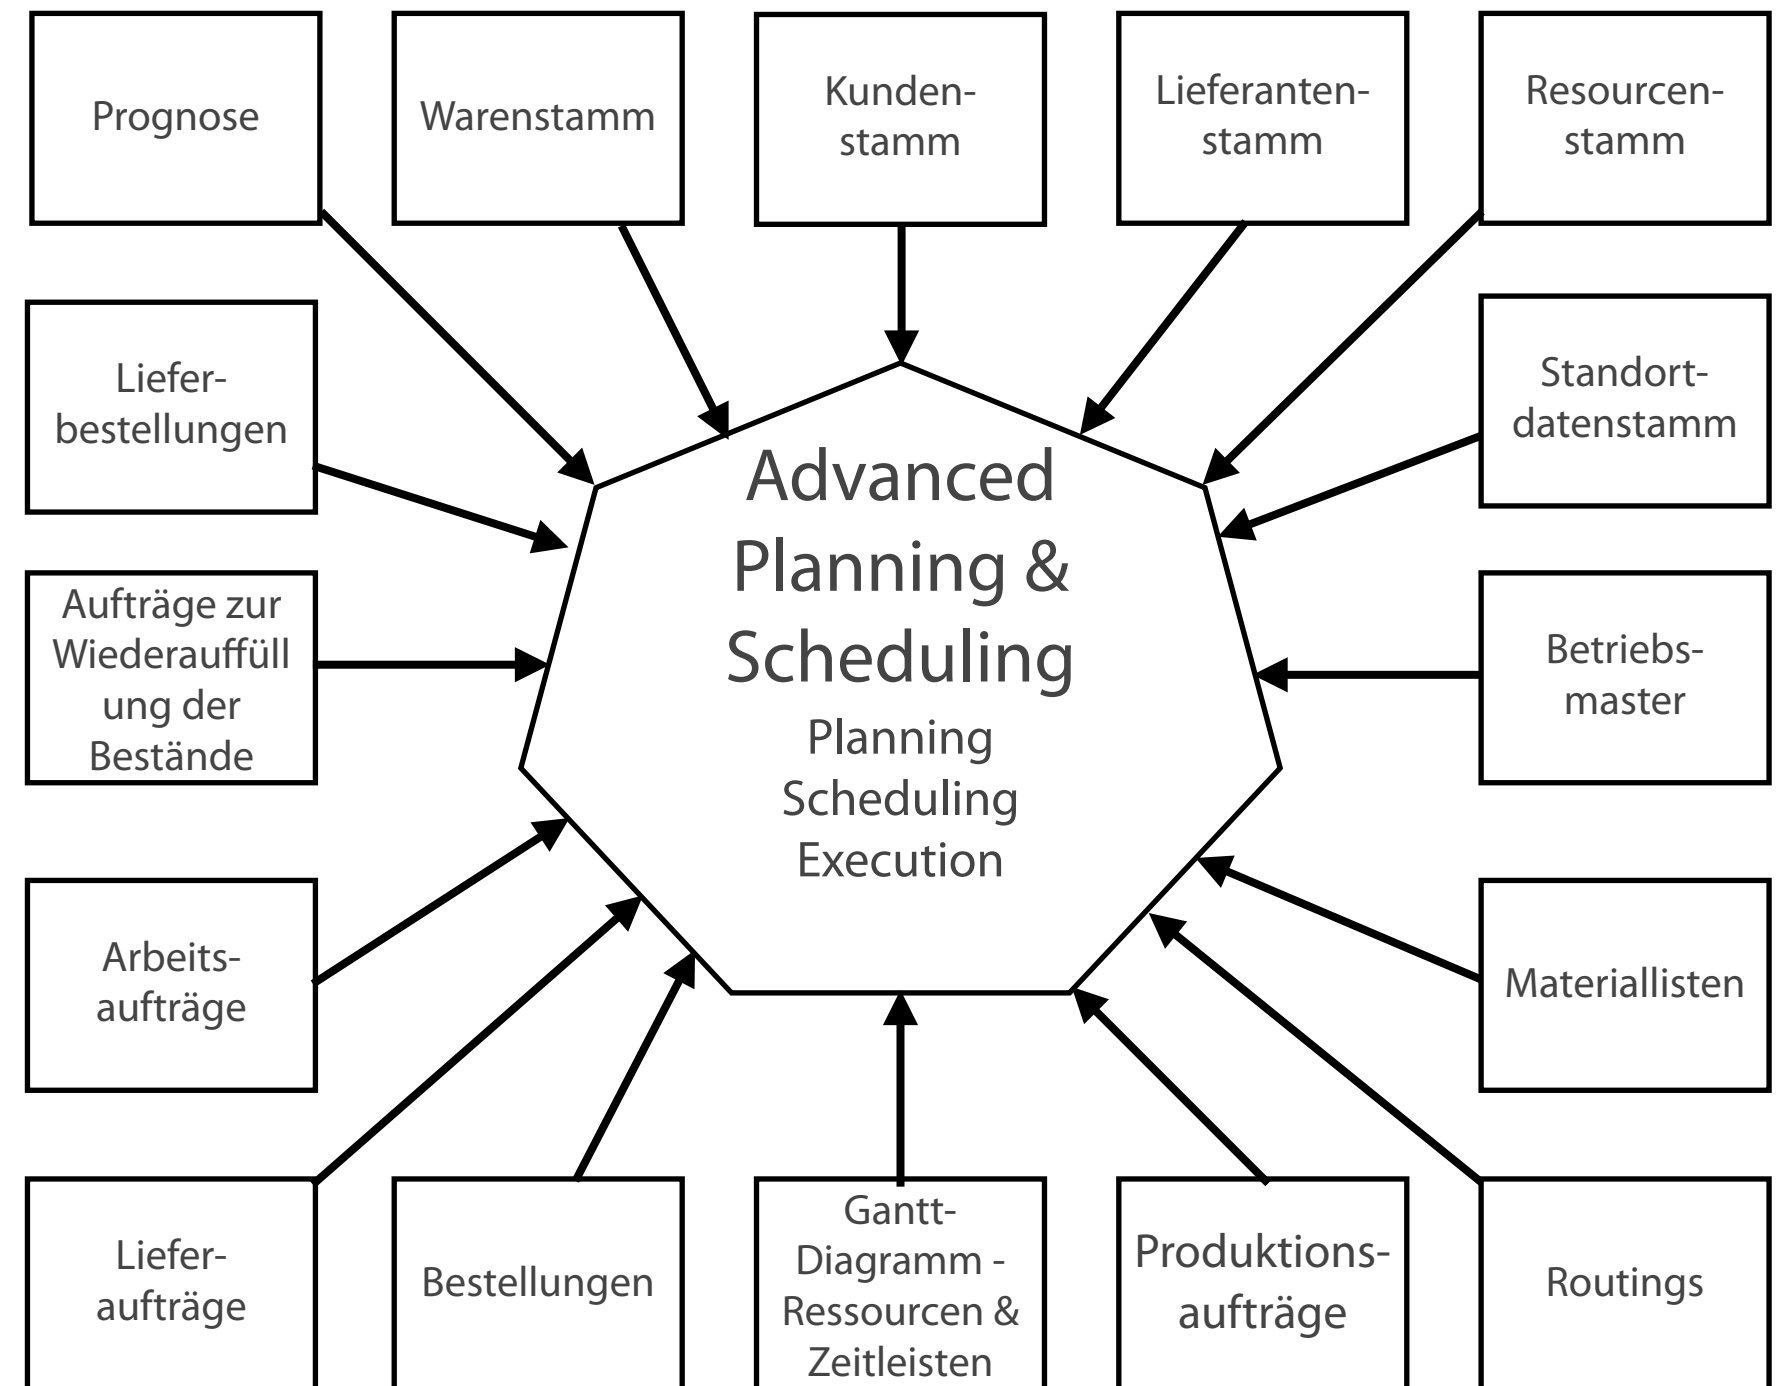 Prognose
Warenstamm
Kunden-
stamm
Lieferanten-
stamm
Resourcen-
stamm
Liefer-
bestellungen
Standort-
datenstamm
Advanced
Planning &
Scheduling
Planning
Scheduling
Execution
Aufträge zur
Wiederauffüll
ung der
Bestände
Betriebs-
master
Arbeits-
aufträge
Materiallisten
Liefer-
aufträge
Bestellungen
Gantt-
Diagramm -
Ressourcen &
Zeitleisten
Produktions-
aufträge
Routings